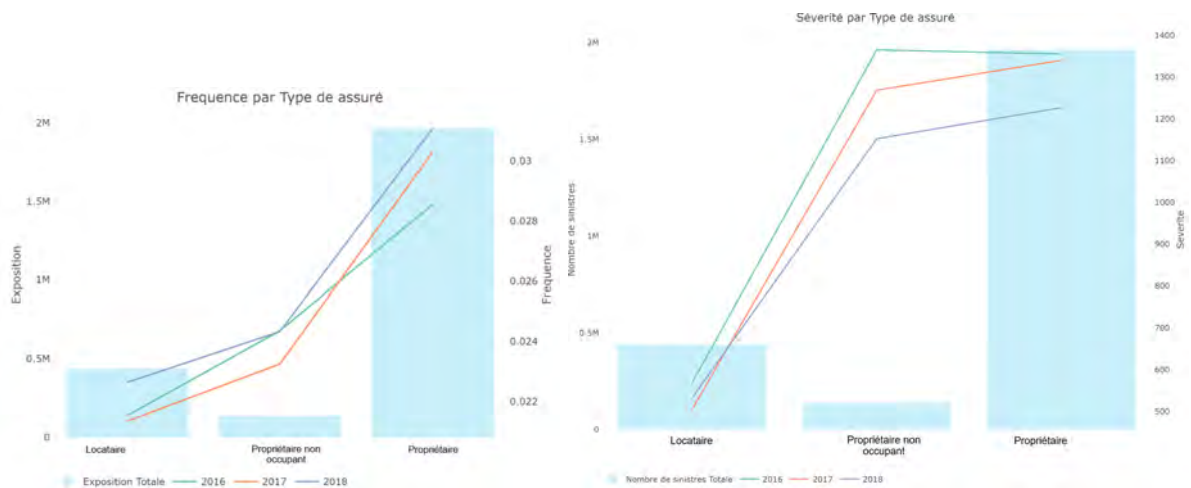 Frequence par Type de assuré
2M
1.5M
1M
0.5M
0
Exposition
0.03
0.028
0.026
0.024
0.022
Frequence
Locataire
Propriétaire non
occupant
Propriétaire
Exposition Totale
2016
2017
2018
Séverité par Type de assuré
2M
1.5M
1M
0.5M
0
Nombre de sinistres
1400
1300
1200
1100
1000
900
800
700
600
500
Severite
Locataire
Propriétaire non
occupant
Propriétaire
Nombre de sinistres Totale
2016
2017
2018